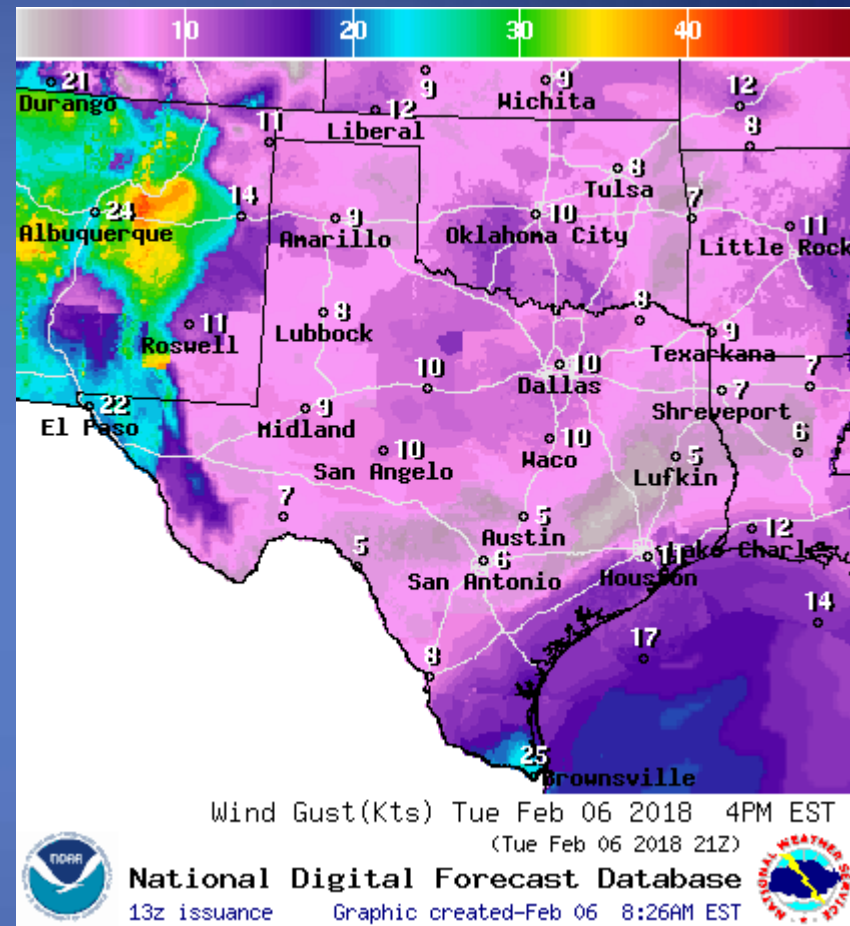 10 20 30 40
21
Durango
9
9
Wichita
12
Liberal
12
11
8
8
Tulsa
24
Albuquerque
14
9
Amarillo
10
Oklahoma City
7
11
Little Rock
11
Roswell
8
Lubbock
8
9
Texarkana
10
10
Dallas
7
7
Shreveport
22
El Paso
9
Midland
10
San Angelo
10
Waco
5
Lufkin
6
7
5
Austin
12
Lake Charl
5
6
San Antonio
11
Houston
14
17
8
25
Brownsville
Wind Gust(Kts) Tue Feb 06 2018 4PM EST
(Tue Feb 06 2018 21Z)
NOAA
National Digital Forecast Database
13z issuance Graphic created-Feb 06 8:26AM EST
NATIONAL WEATHER SERVICE